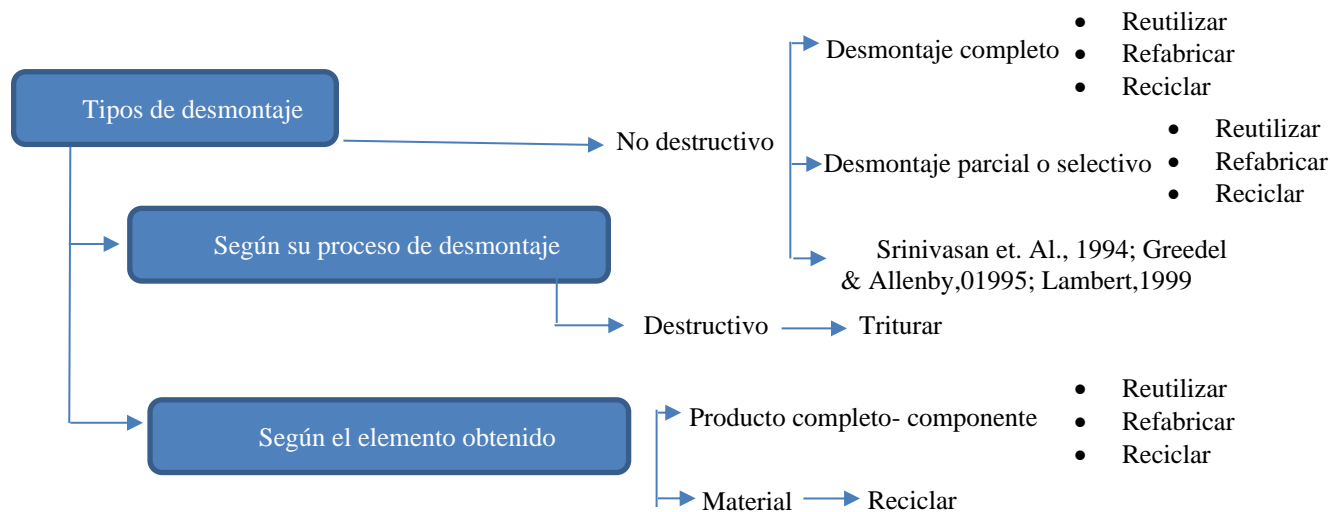 Tipos de desmontaje
No destructivo
Desmontaje completo
• Reutilizar
• Refabricar
• Reciclar
Desmontaje parcial o selectivo
• Reutilizar
• Refabricar
• Reciclar
Srinivasan et. Al., 1994; Greedel
& Allenby,01995; Lambert,1999
Según su proceso de desmontaje
Destructivo
Triturar
Según el elemento obtenido
Producto completo- componente
• Reutilizar
• Refabricar
• Reciclar
Material
Reciclar